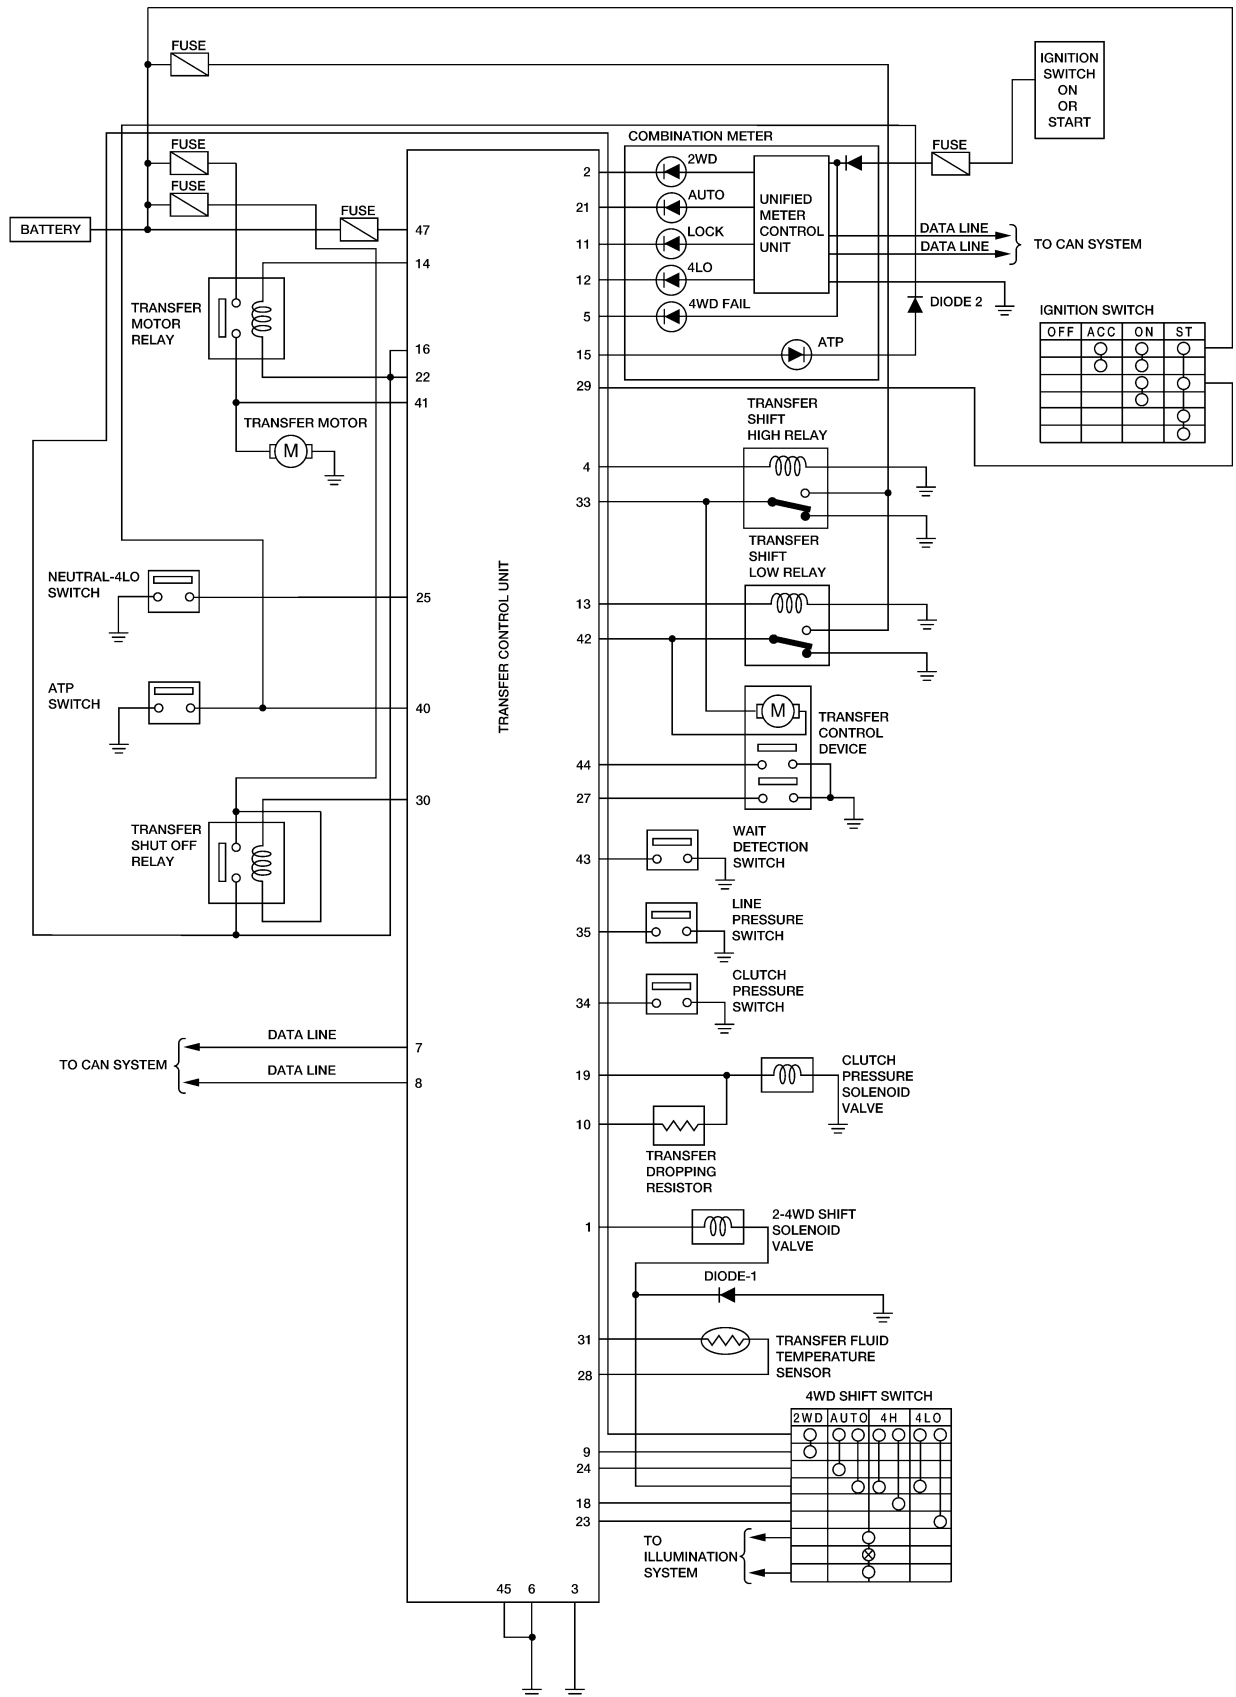 FUSE
IGNITION
SWITCH
ON
OR
START
COMBINATION METER
FUSE
FUSE
FUSE
FUSE
BATTERY
2
21
11
12
5
15
29
2WD
AUTO
LOCK
4LO
4WD FAIL
ATP
UNIFIED
METER
CONTROL
UNIT
DATA LINE
DATA LINE
TO CAN SYSTEM
DIODE 2
IGNITION SWITCH
OFF ACC ON ST
47
14
16
22
41
TRANSFER
MOTOR
RELAY
TRANSFER MOTOR
M
TRANSFER
SHIFT
HIGH RELAY
4
33
TRANSFER
SHIFT
LOW RELAY
13
42
NEUTRAL-4LO
SWITCH
25
TRANSFER CONTROL UNIT
ATP
SWITCH
40
M
TRANSFER
CONTROL
DEVICE
44
27
30
TRANSFER
SHUT OFF
RELAY
WAIT
DETECTION
SWITCH
43
LINE
PRESSURE
SWITCH
35
CLUTCH
PRESSURE
SWITCH
34
TO CAN SYSTEM
DATA LINE
7
DATA LINE
8
19
CLUTCH
PRESSURE
SOLENOID
VALVE
10
TRANSFER
DROPPING
RESISTOR
1
2-4WD SHIFT
SOLENOID
VALVE
DIODE-1
31
28
TRANSFER FLUID
TEMPERATURE
SENSOR
4WD SHIFT SWITCH
2WD AUTO 4H 4LO
9
24
18
23
TO
ILLUMINATION
SYSTEM
45 6 3